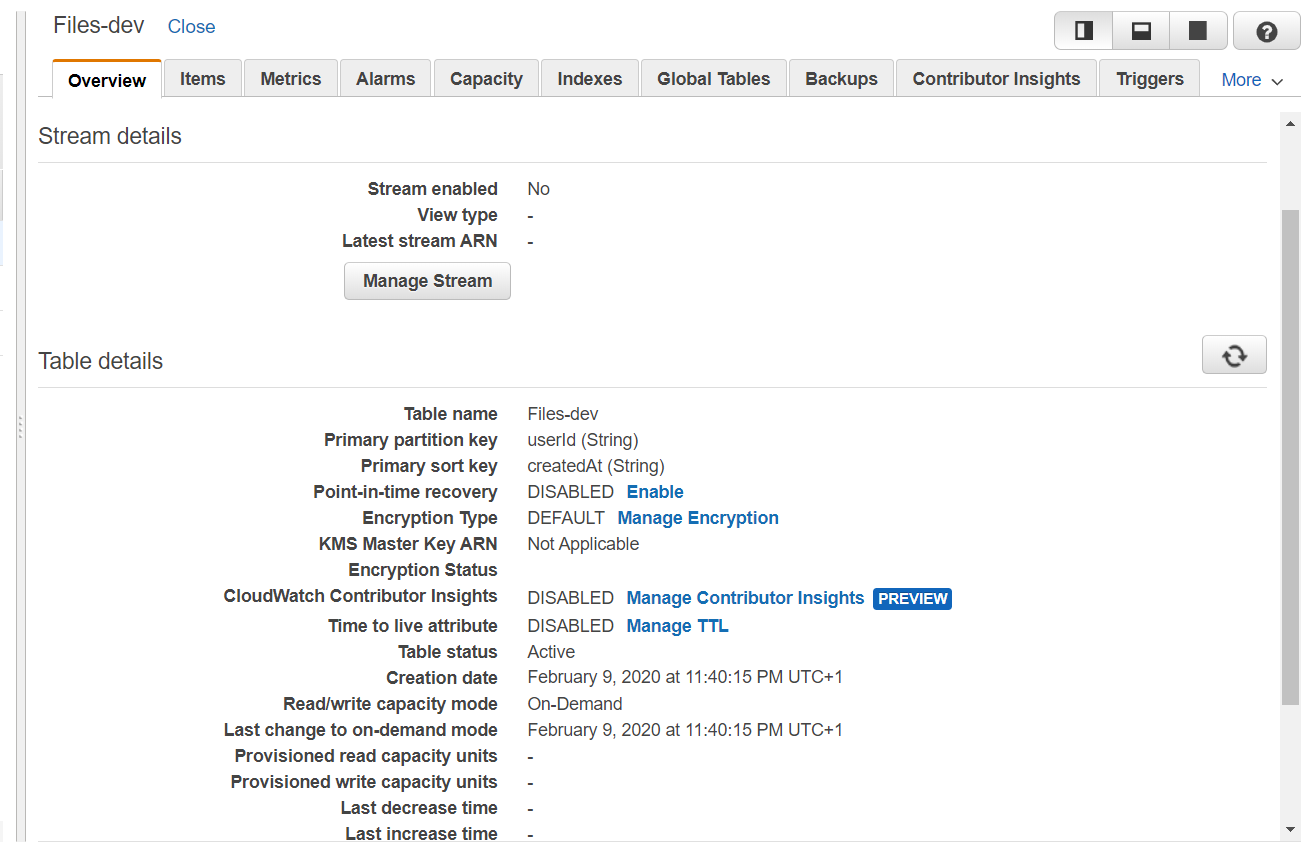 Files-dev Close
Overview Items Metrics Alarms Capacity Indexes Global Tables Backups Contributor Insights Triggers More
Stream details
Stream enabled No
View type -
Latest stream ARN -
Manage Stream
Table details
Table name Files-dev
Primary partition key userId (String)
Primary sort key createdAt (String)
Point-in-time recovery DISABLED Enable
Encryption Type DEFAULT Manage Encryption
KMS Master Key ARN Not Applicable
Encryption Status
CloudWatch Contributor Insights DISABLED Manage Contributor Insights PREVIEW
Time to live attribute DISABLED Manage TTL
Table status Active
Creation date February 9, 2020 at 11:40:15 PM UTC+1
Read/write capacity mode On-Demand
Last change to on-demand mode February 9, 2020 at 11:40:15 PM UTC+1
Provisioned read capacity units -
Provisioned write capacity units -
Last decrease time -
Last increase time -